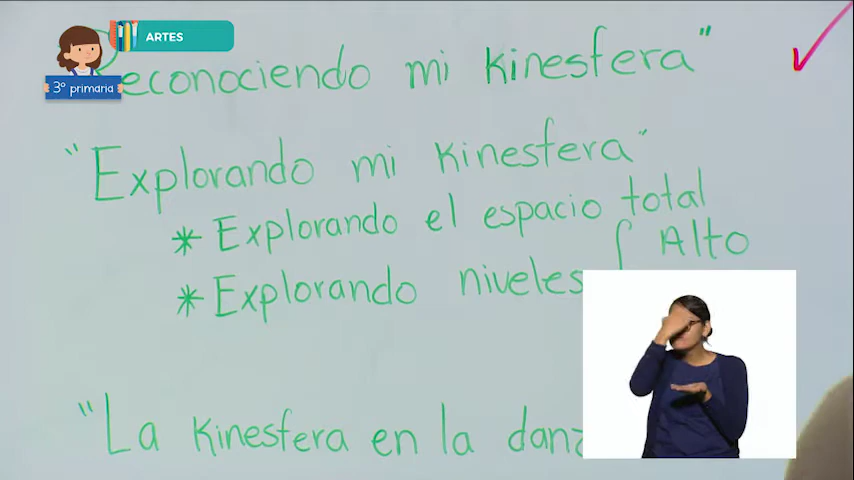 ARTES
3° primaria
econociendo mi kinesfera"
"Explorando mi kinesfera"
* Explorando el espacio total
* Explorando niveles { Alto
"La kinesfera en la danz